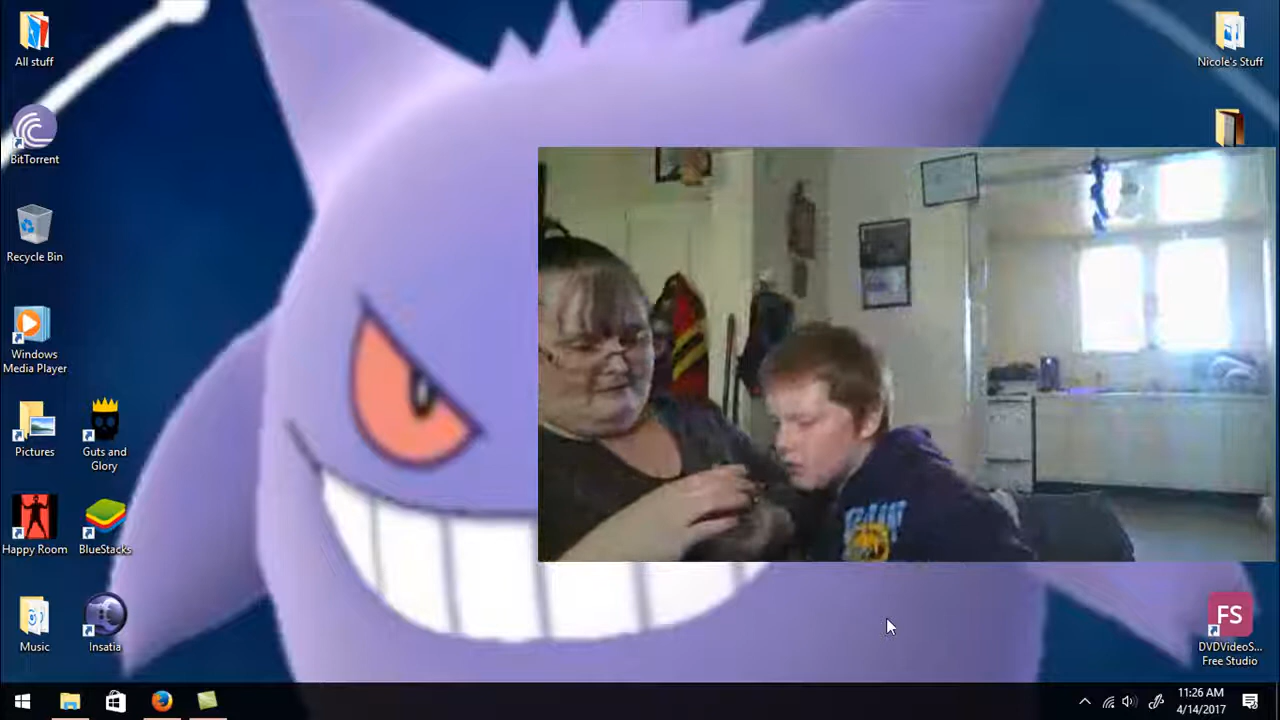 All stuff
Nicole's Stuff
BitTorrent
Recycle Bin
Windows
Media Player
Pictures
Guts and
Glory
Happy Room
BlueStacks
Music
Insatia
FS
DVDVideoS...
Free Studio
11:26 AM
4/14/2017